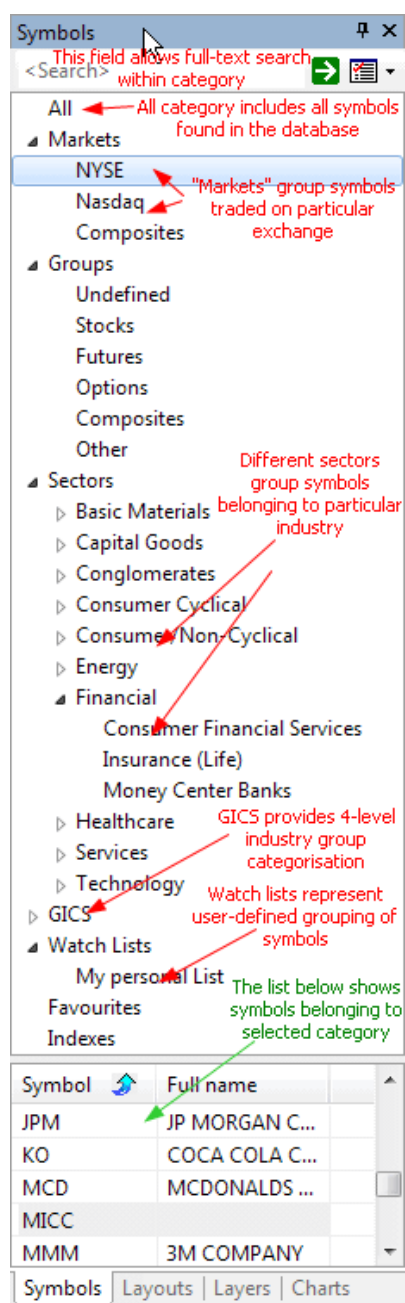 Symbols
This field allows full-text search
within category
<Search>
All
All category includes all symbols
found in the database
Markets
NYSE
Nasdaq
"Markets" group symbols
traded on particular
exchange
Composites
Groups
Undefined
Stocks
Futures
Options
Composites
Other
Different sectors
group symbols
belonging to particular
industry
Sectors
Basic Materials
Capital Goods
Conglomerates
Consumer Cyclical
Consumer/Non-Cyclical
Energy
Financial
Consumer Financial Services
Insurance (Life)
Money Center Banks
Healthcare
GICS provides 4-level
industry group
categorisation
Services
Technology
GICS
Watch lists represent
user-defined grouping of
symbols
Watch Lists
My personal List
Favourites
Indexes
The list below shows
symbols belonging to
selected category
Symbol Full name
JPM JP MORGAN C...
KO COCA COLA C...
MCD MCDONALDS ...
MICC
MMM 3M COMPANY
Symbols Layouts Layers Charts